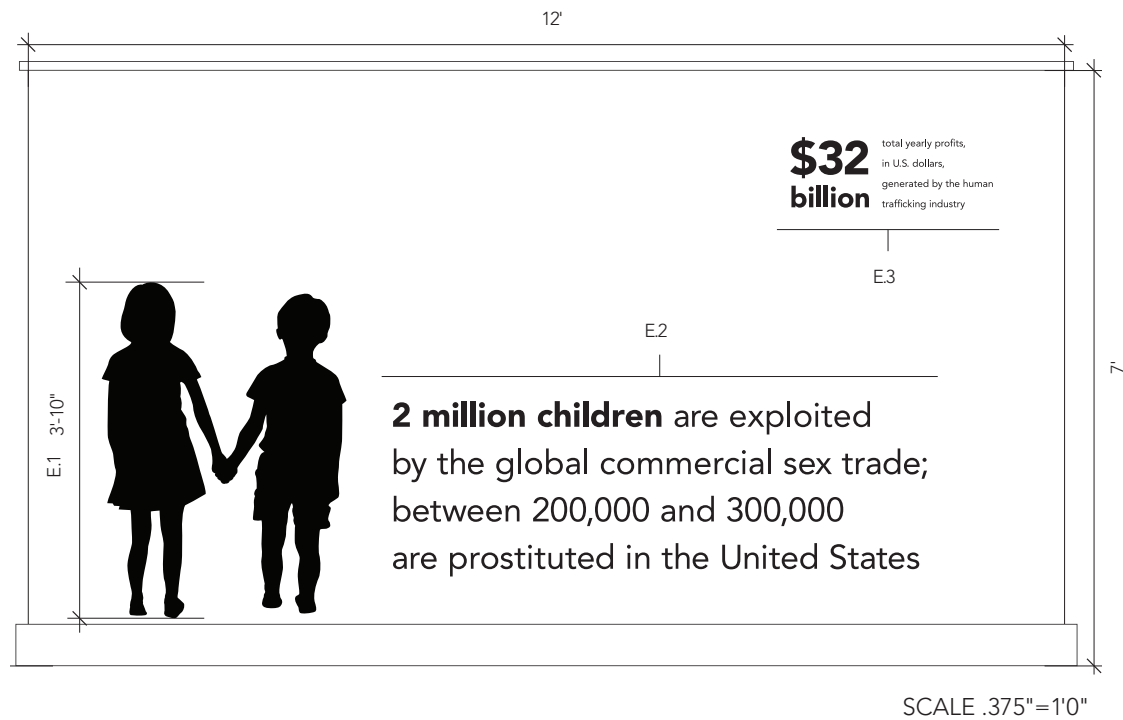 12'
$32
billion
total yearly profits,
in U.S. dollars,
generated by the human
trafficking industry
E.3
E.2
7'
E.1 3'-10"
2 million children are exploited
by the global commercial sex trade;
between 200,000 and 300,000
are prostituted in the United States
SCALE .375"=1'0"